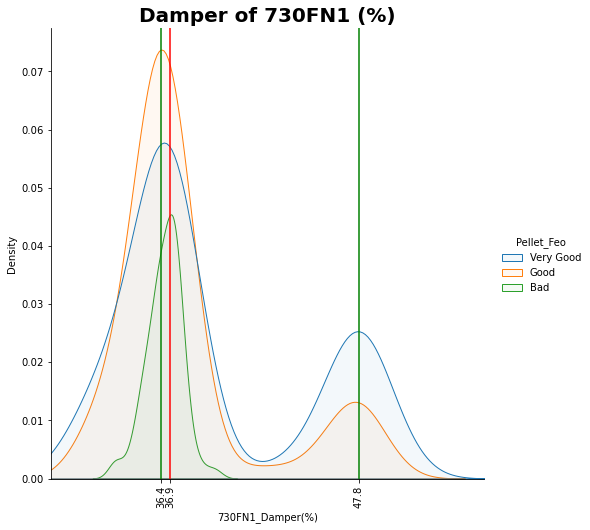 Damper of 730FN1 (%)
0.07
0.06
0.05
0.04
0.03
0.02
0.01
0.00
Density
36.4
36.9
47.8
730FN1_Damper(%)
Pellet_Feo
Very Good
Good
Bad